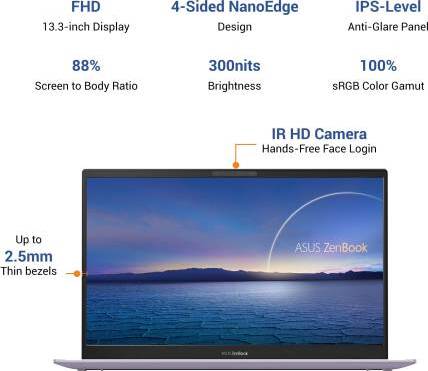 FHD
4-Sided NanoEdge
IPS-Level
13.3-inch Display
Design
Anti-Glare Panel
88%
300nits
100%
Screen to Body Ratio
Brightness
sRGB Color Gamut
IR HD Camera
Hands-Free Face Login
Up to
2.5mm
Thin bezels
ASUS ZenBook
ASUS ZenBook